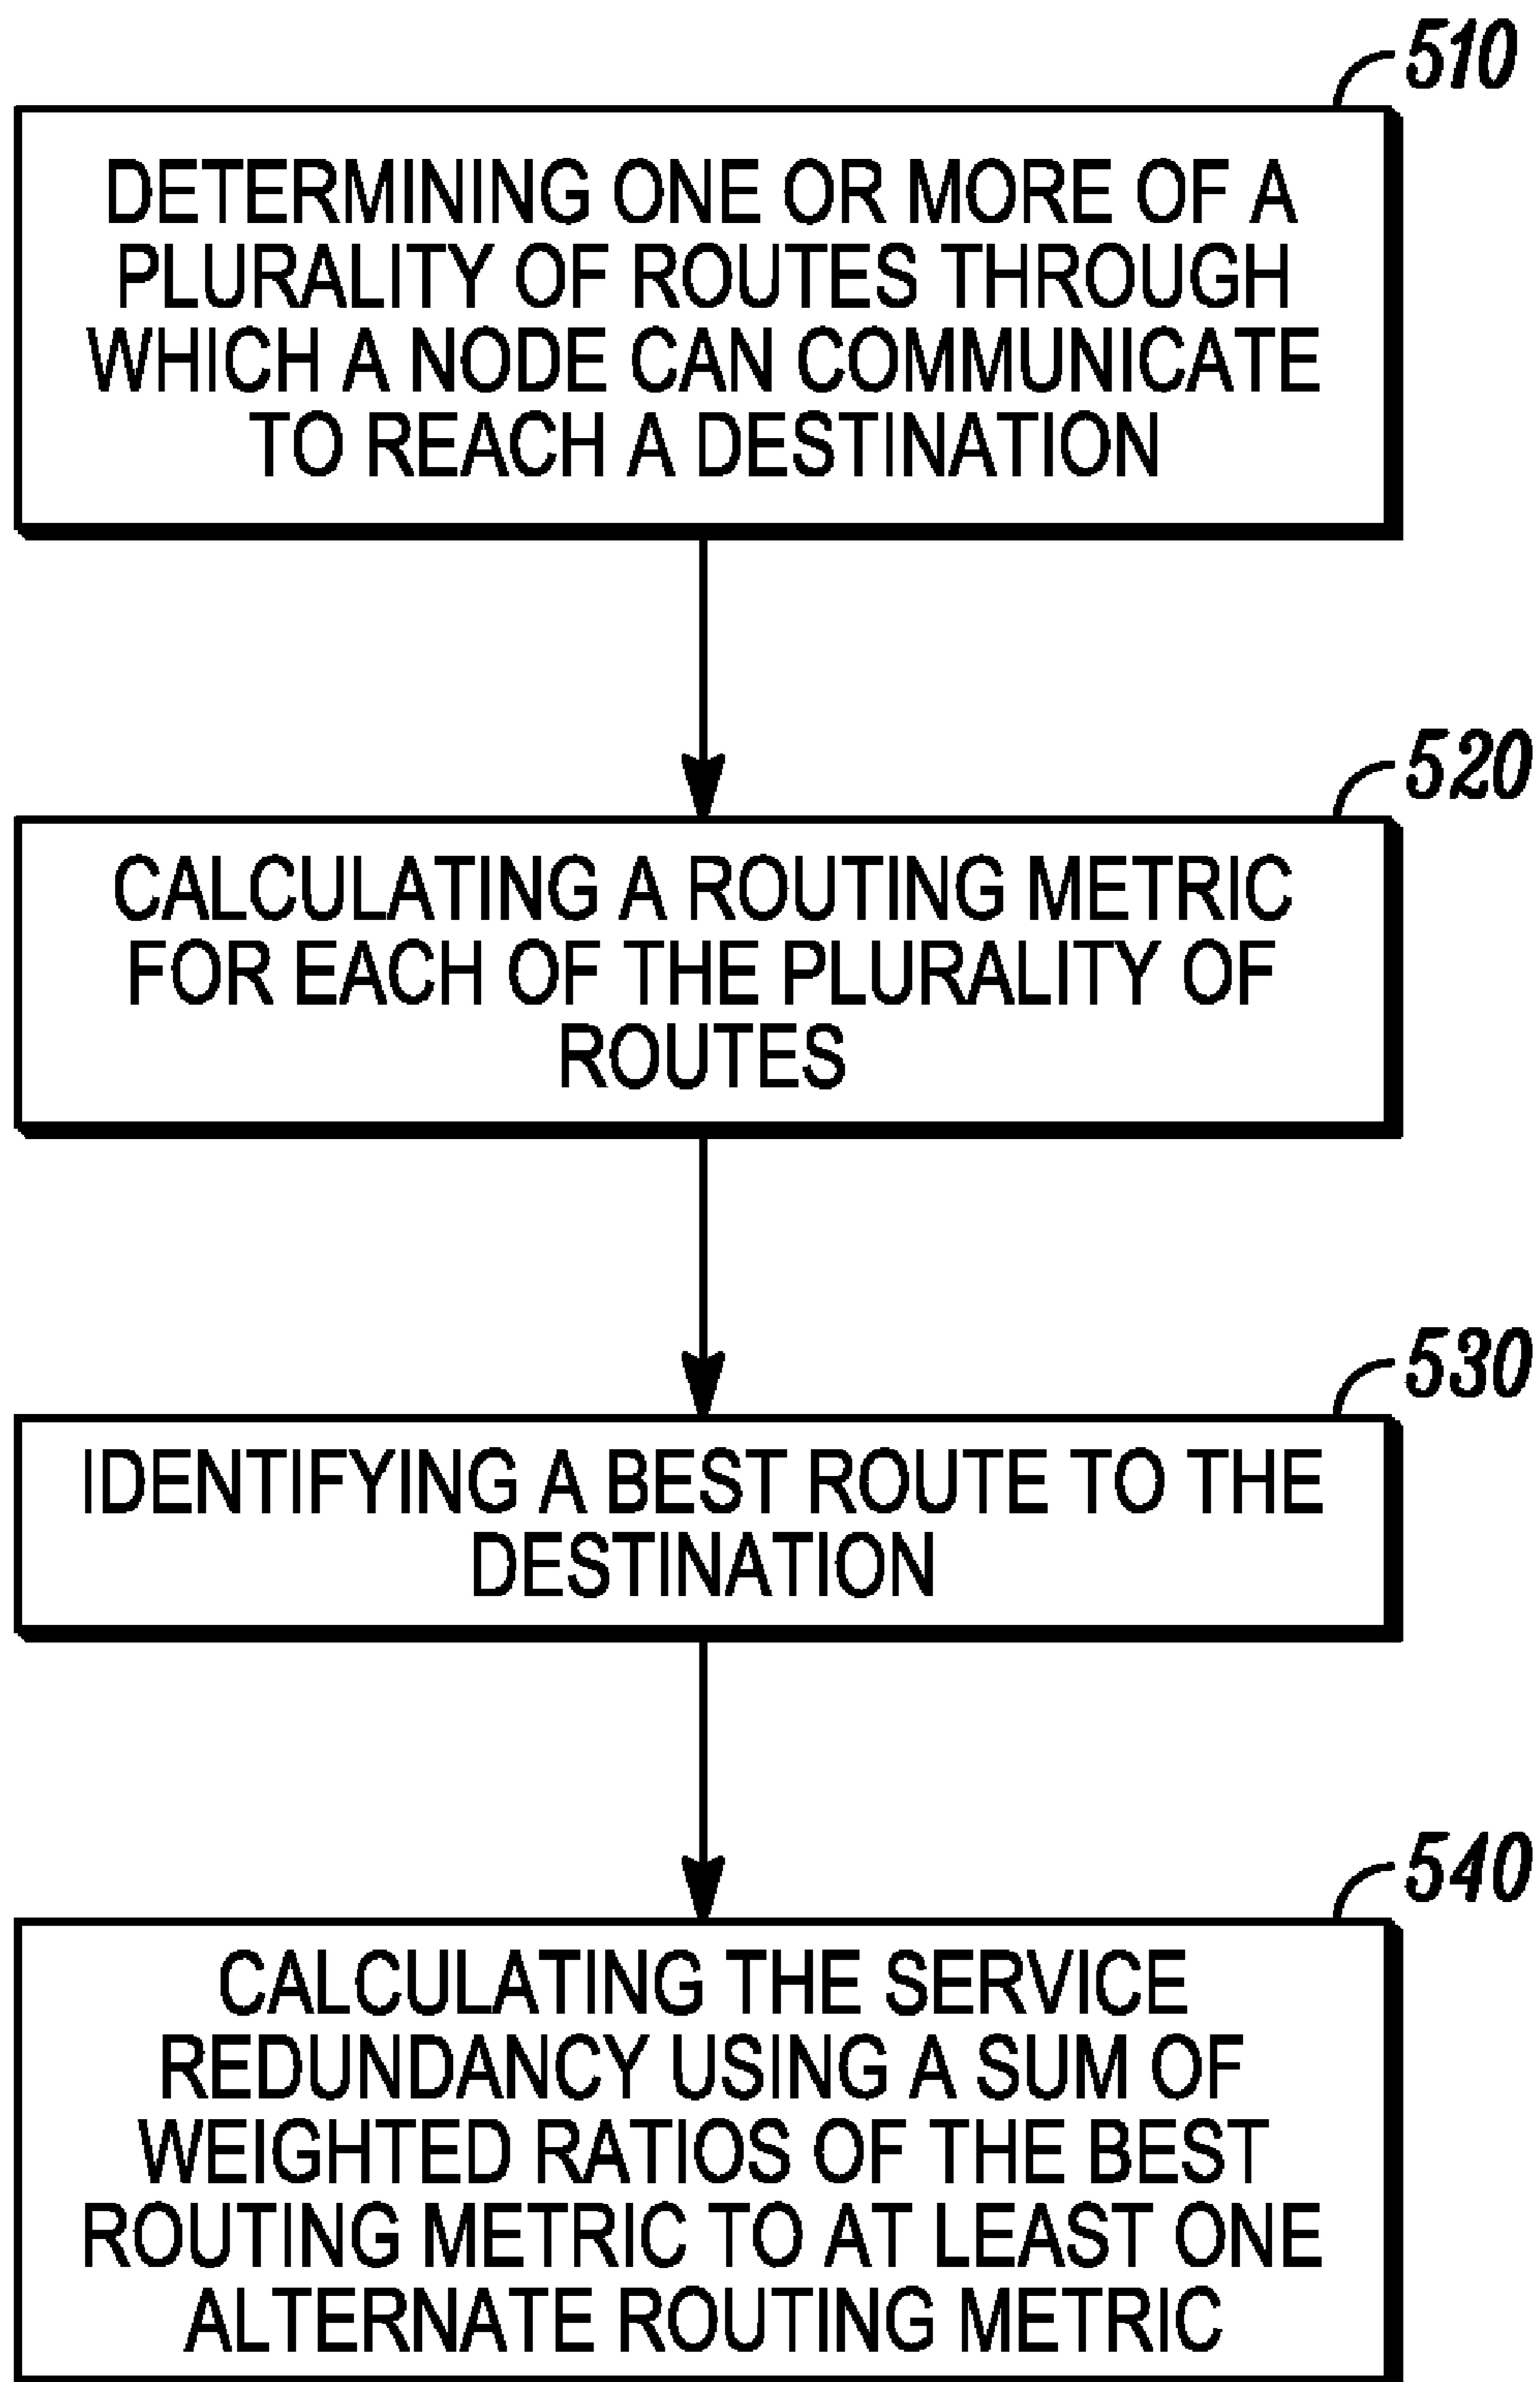 510
DETERMINING ONE OR MORE OF A
PLURALITY OF ROUTES THROUGH
WHICH A NODE CAN COMMUNICATE
TO REACH A DESTINATION
520
CALCULATING A ROUTING METRIC
FOR EACH OF THE PLURALITY OF
ROUTES
530
IDENTIFYING A BEST ROUTE TO THE
DESTINATION
540
CALCULATING THE SERVICE
REDUNDANCY USING A SUM OF
WEIGHTED RATIOS OF THE BEST
ROUTING METRIC TO AT LEAST ONE
ALTERNATE ROUTING METRIC